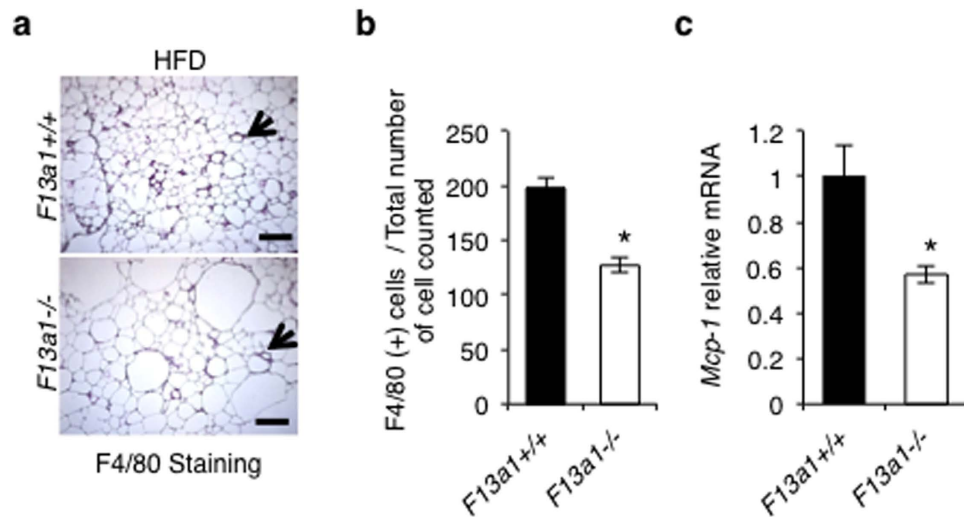 a
HFD
F13a1+/+
F13a1-/-
F4/80 Staining
b
F4/80 (+) cells / Total number
of cell counted
250
200
150
100
50
0
*
F13a1+/+
F13a1-/-
c
Mcp-1 relative mRNA
1.2
1
0.8
0.6
0.4
0.2
0
*
F13a1+/+
F13a1-/-